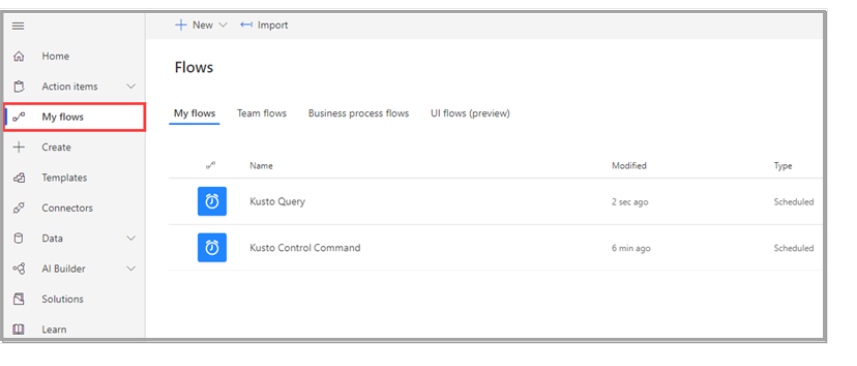 New Import
Home
Flows
Action items
My flows
My flows Team flows Business process flows UI flows (preview)
Create
Name Modified Type
Templates
Kusto Query 2 sec ago Scheduled
Connectors
Data
Kusto Control Command 6 min ago Scheduled
AI Builder
Solutions
Learn